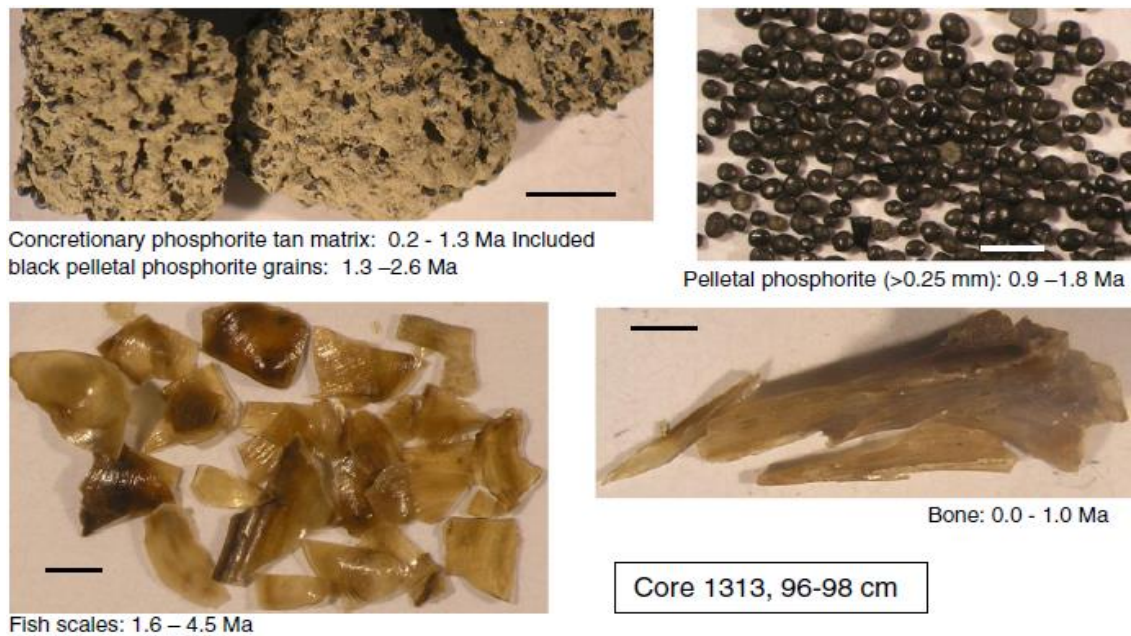 Concretionary phosphorite tan matrix: 0.2 - 1.3 Ma Included
black pelletal phosphorite grains: 1.3 –2.6 Ma
Pelletal phosphorite (>0.25 mm): 0.9 –1.8 Ma
Fish scales: 1.6 – 4.5 Ma
Bone: 0.0 - 1.0 Ma
Core 1313, 96-98 cm